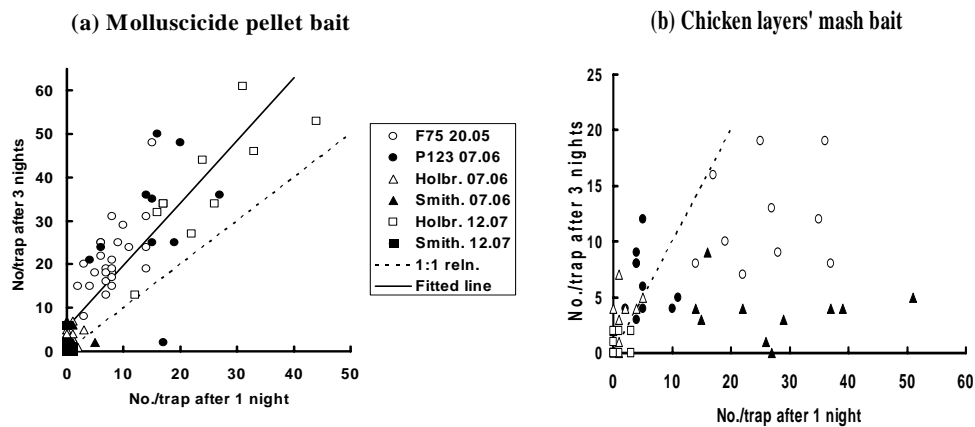 (a) Molluscicide pellet bait
No/trap after 3 nights
60
50
40
30
20
10
0
0 10 20 30 40 50
No./trap after 1 night
F75 20.05
P123 07.06
Holbr. 07.06
Smith. 07.06
Holbr. 12.07
Smith. 12.07
1:1 reln.
Fitted line
(b) Chicken layers' mash bait
No./trap after 3 nights
25
20
15
10
5
0
0 10 20 30 40 50 60
No./trap after 1 night